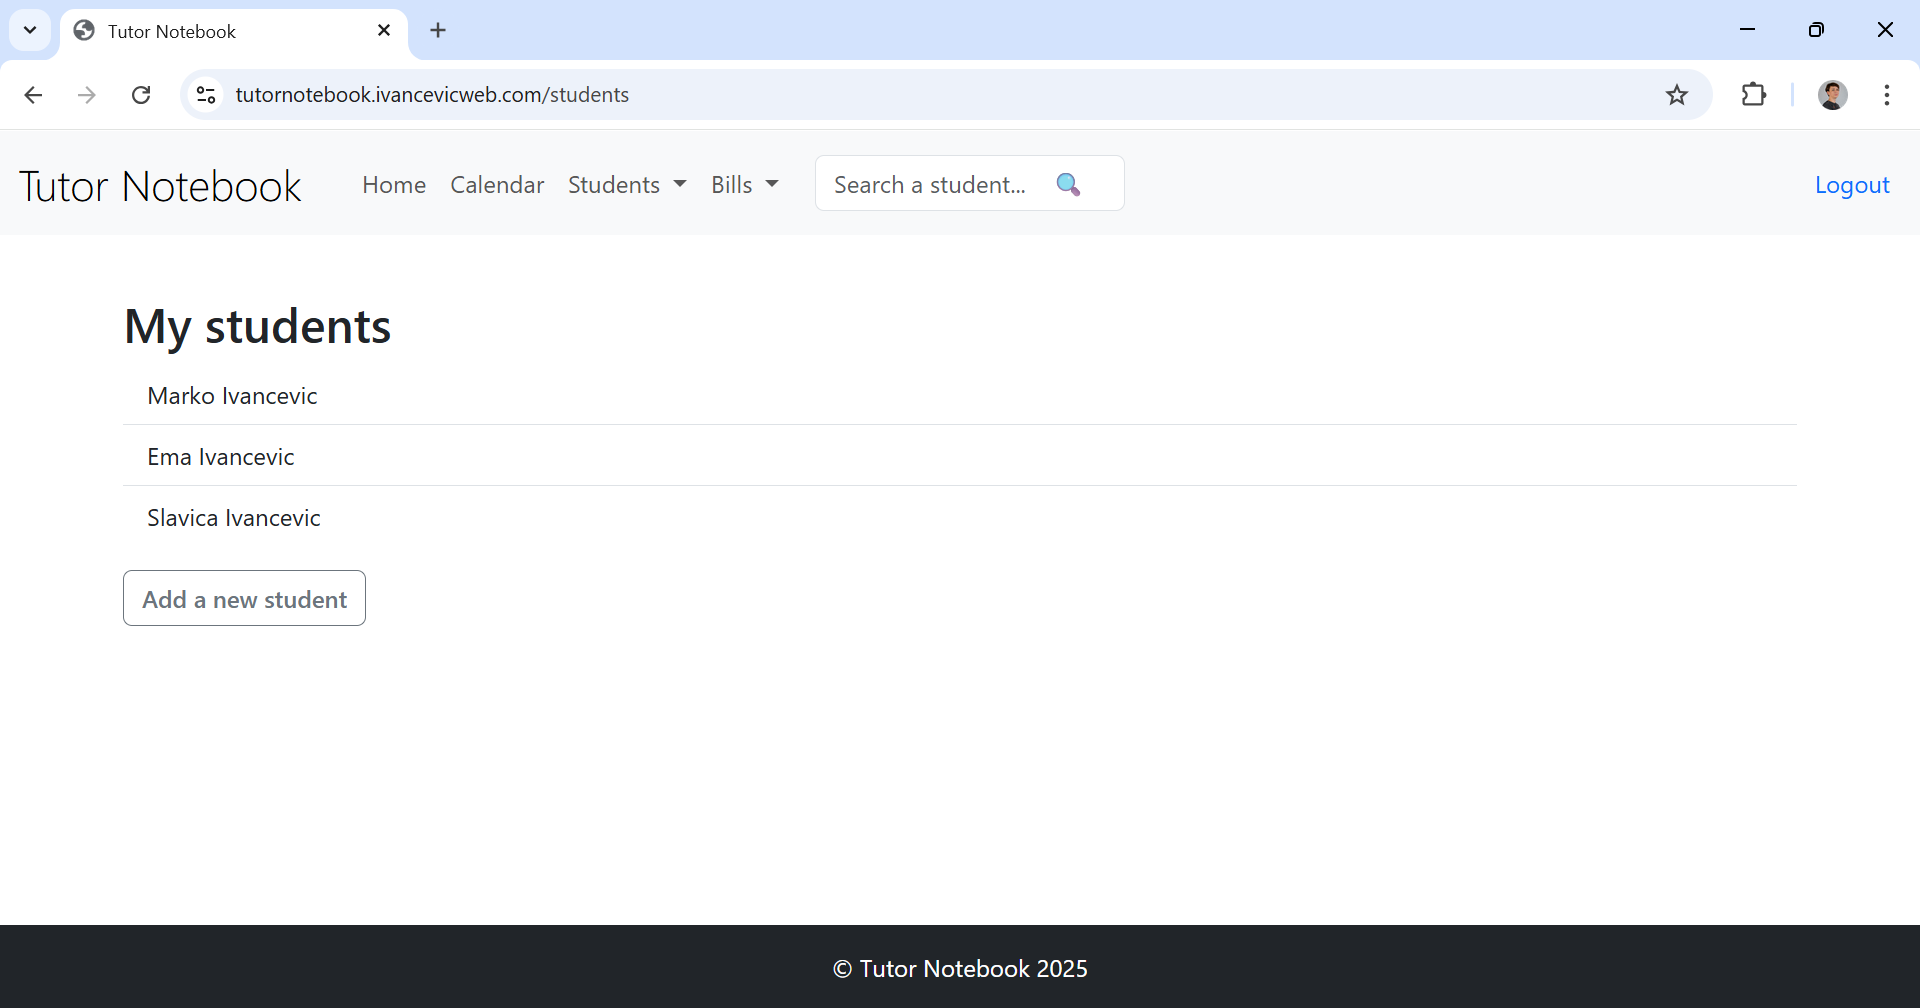 Tutor Notebook
tutornotebook.ivancevicweb.com/students
Tutor Notebook Home Calendar Students Bills Search a student... Logout
My students
Marko Ivancevic
Ema Ivancevic
Slavica Ivancevic
Add a new student
© Tutor Notebook 2025